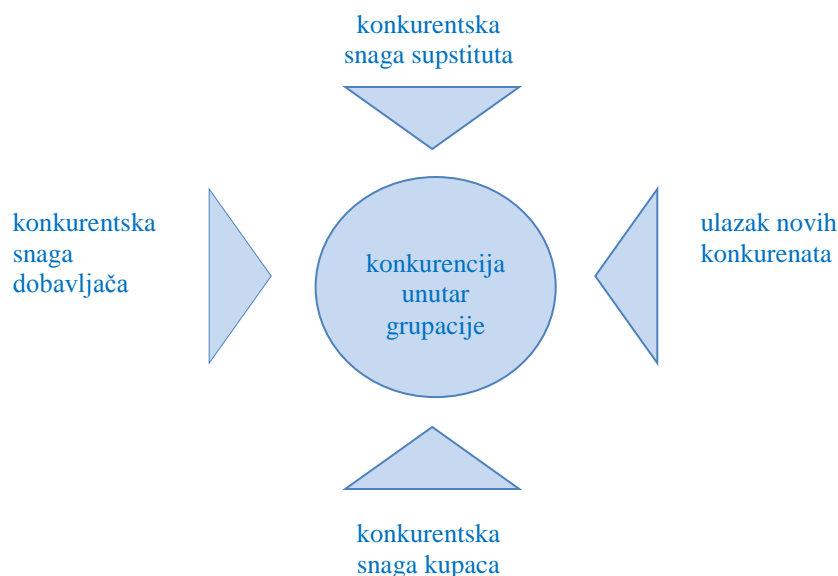 konkurentska
snaga supstituta
konkurentska
snaga
dobavljača
konkurencija
unutar
grupacije
ulazak novih
konkurenata
konkurentska
snaga kupaca